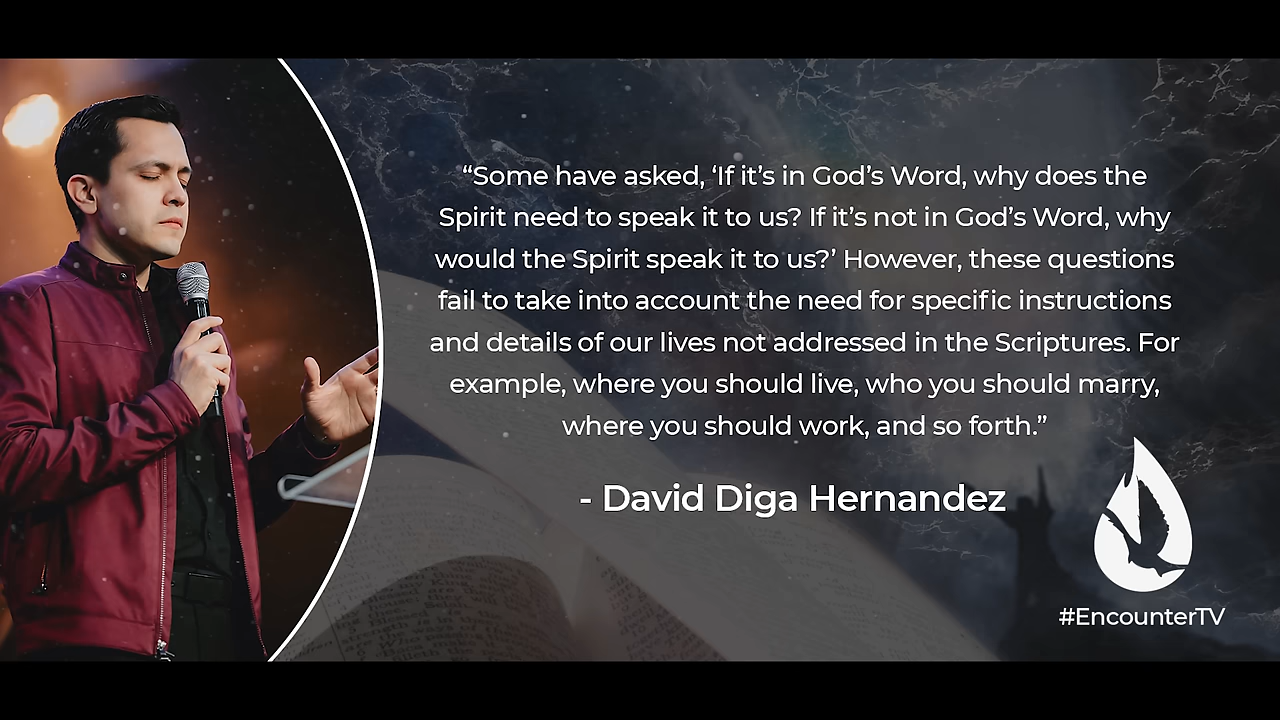 “Some have asked, ‘If it’s in God’s Word, why does the
Spirit need to speak it to us? If it’s not in God’s Word, why
would the Spirit speak it to us?’ However, these questions
fail to take into account the need for specific instructions
and details of our lives not addressed in the Scriptures. For
example, where you should live, who you should marry,
where you should work, and so forth.”
- David Diga Hernandez
#EncounterTV